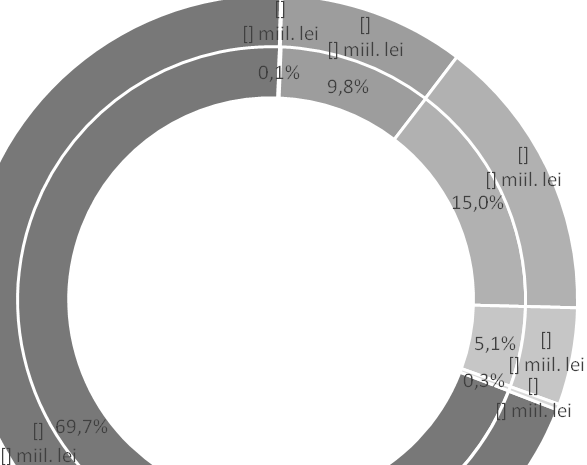 []
[] miil. lei
0,1%
[]
[] miil. lei
9,8%
[]
[] miil. lei
15,0%
5,1%
[]
[] miil. lei
0,3%
[]
[] miil. lei
69,7%
[]
[] miil. lei